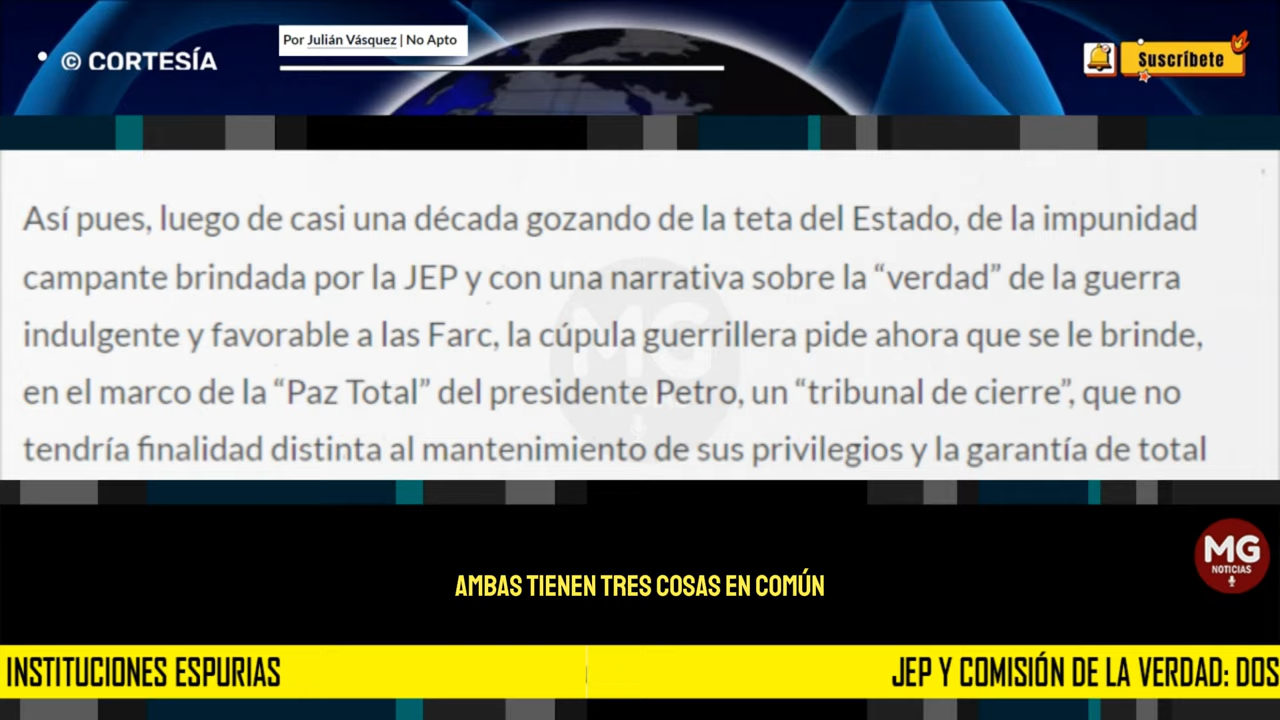 © CORTESÍA
Por Julián Vásquez | No Apto
Suscríbete
Así pues, luego de casi una década gozando de la teta del Estado, de la impunidad
campante brindada por la JEP y con una narrativa sobre la “verdad” de la guerra
indulgente y favorable a las Farc, la cúpula guerrillera pide ahora que se le brinde,
en el marco de la “Paz Total” del presidente Petro, un “tribunal de cierre”, que no
tendría finalidad distinta al mantenimiento de sus privilegios y la garantía de total
MG
NOTICIAS
AMBAS TIENEN TRES COSAS EN COMÚN
INSTITUCIONES ESPURIAS
JEP Y COMISIÓN DE LA VERDAD: DOS